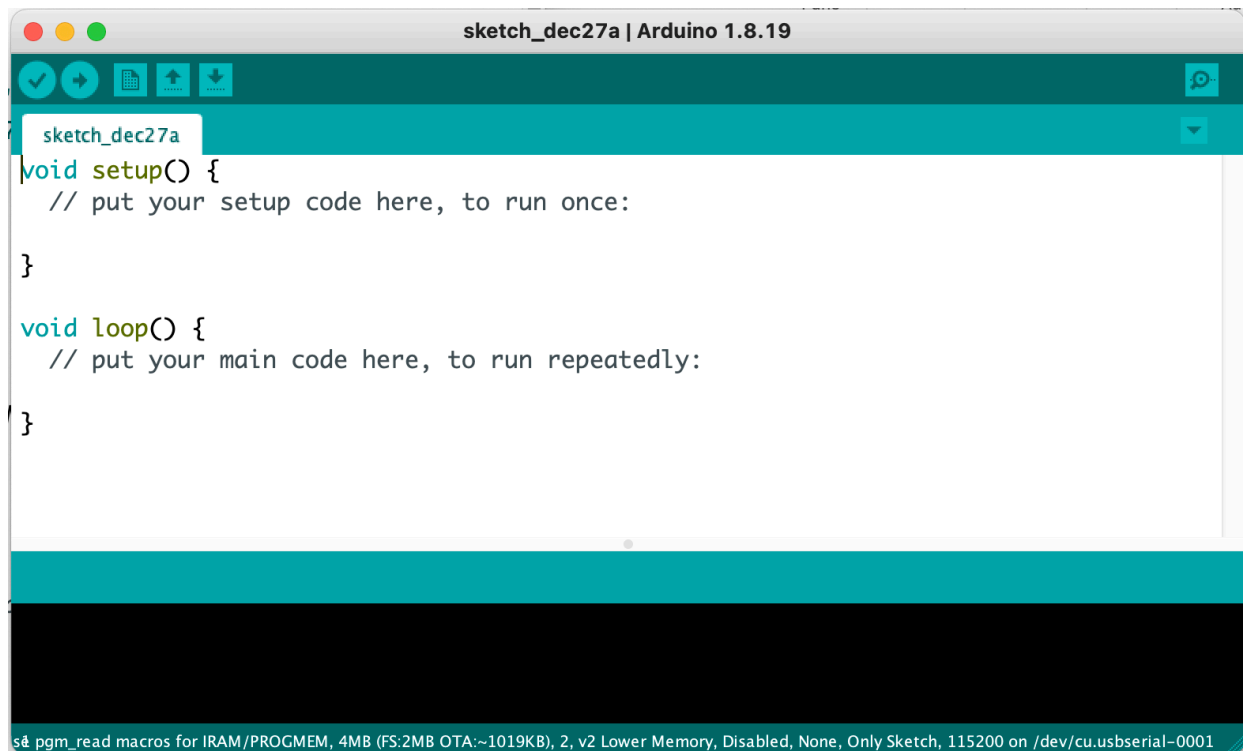 sketch_dec27a | Arduino 1.8.19
sketch_dec27a
void setup() {
  // put your setup code here, to run once:
}
void loop() {
  // put your main code here, to run repeatedly:
}
pgm_read macros for IRAM/PROGMEM, 4MB (FS:2MB OTA:~1019KB), 2, v2 Lower Memory, Disabled, None, Only Sketch, 115200 on /dev/cu.usbserial-0001